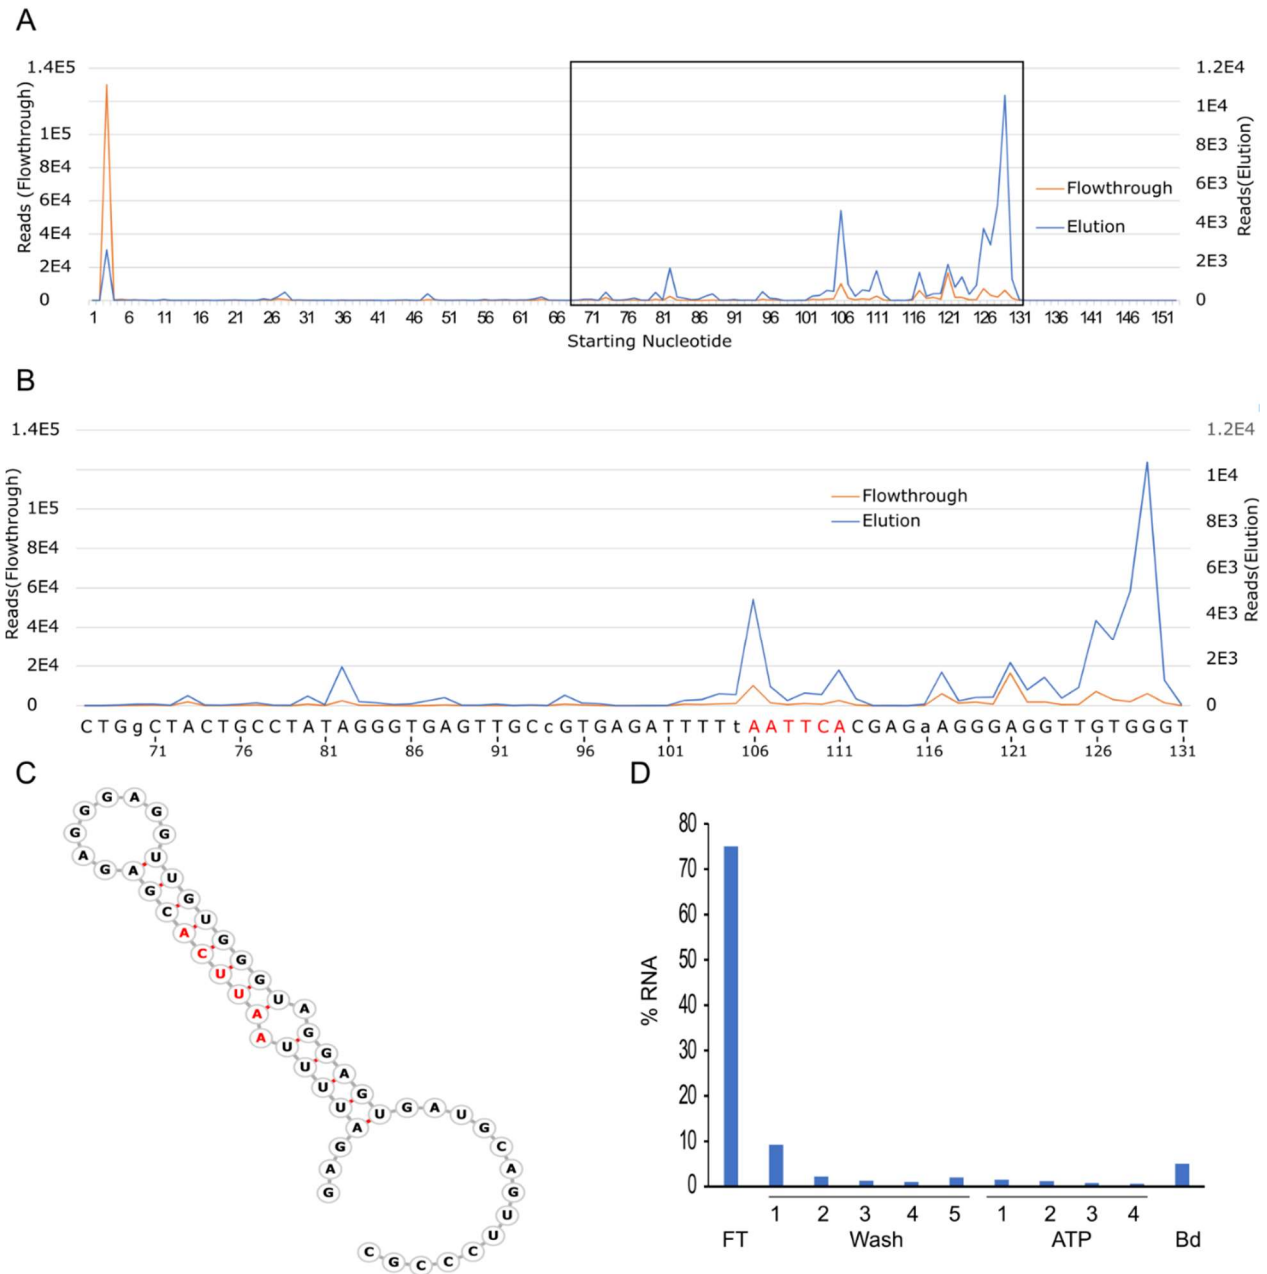 A
1.4E5
1E5
8E4
6E4
4E4
2E4
0
Reads (Flowthrough)
1.2E4
1E4
8E3
6E3
4E3
2E3
0
Reads(Elution)
Flowthrough
Elution
1 6 11 16 21 26 31 36 41 46 51 56 61 66 71 76 81 86 91 96 101 106 111 116 121 126 131 136 141 146 151
Starting Nucleotide
B
1.4E5
1E5
8E4
6E4
4E4
2E4
0
Reads(Flowthrough)
1.2E4
1E4
8E3
6E3
4E3
2E3
0
Reads(Elution)
Flowthrough
Elution
C T G g C T A C T G C C T A T A G G G T G A G T T G C c G T G A G A T T T T t A A T T C A C G A G a A G G G A G G T T G T G G G T
71 76 81 86 91 96 101 106 111 116 121 126 131
C
G A G A U U U U A A U U C A C G A G A G G G A G G U U G U G G G U A G G A G U G A U G C A G U U C C C G C
D
80
70
60
50
40
30
20
10
0
% RNA
1 2 3 4 5 1 2 3 4
FT Wash ATP Bd